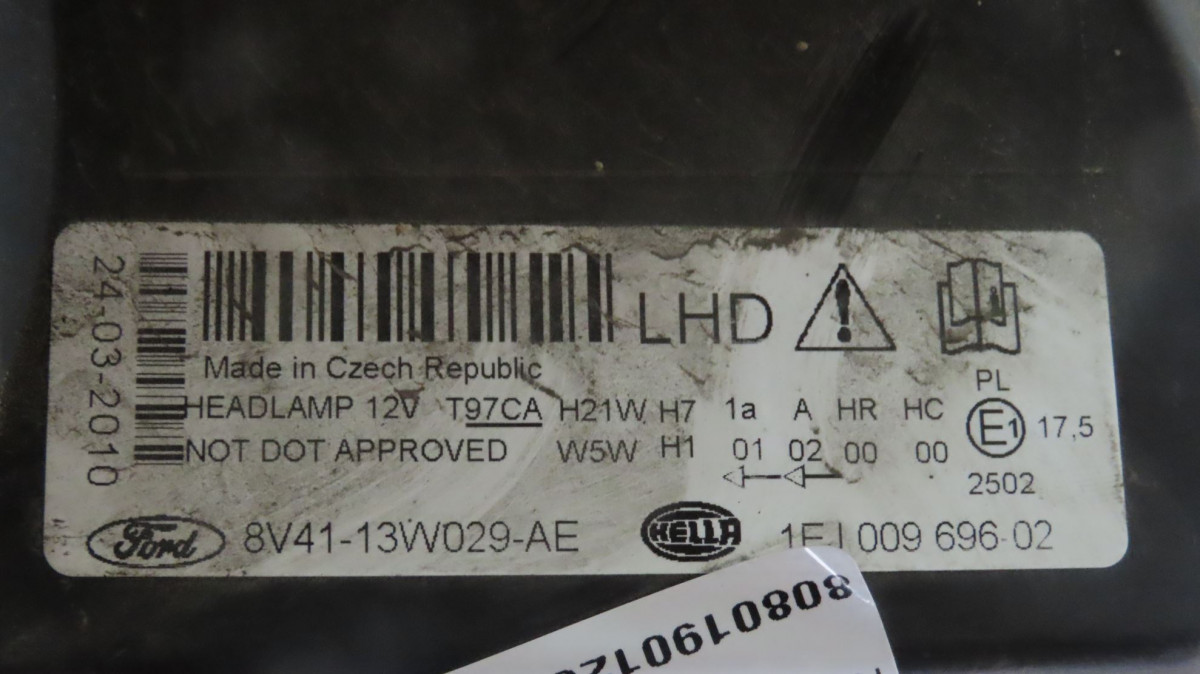 24-03-2010
LHD
Made in Czech Republic
HEADLAMP 12V T97CA H21W H7 1a A HR HC PL
NOT DOT APPROVED W5W H1 01 02 00 00 E1 17,5
2502
Ford 8V41-13W029-AE HELLA 009 696-02